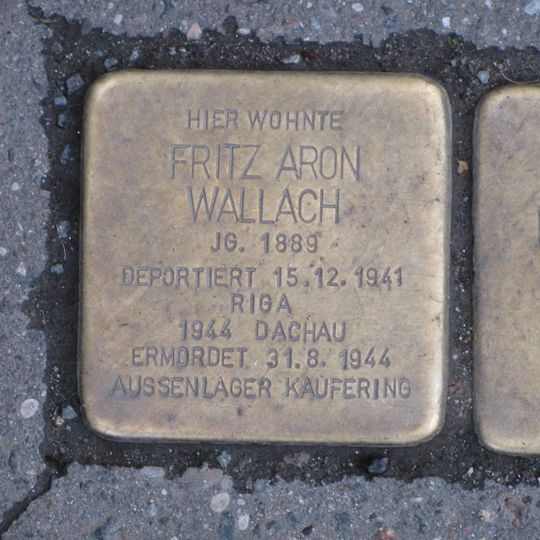 HIER WOHNTE
FRITZ ARON
WALLACH
JG. 1889
DEPORTIERT 15.12.1941
RIGA
1944 DACHAU
ERMORDET 31.8.1944
AUSSENLAGER KAUFERING